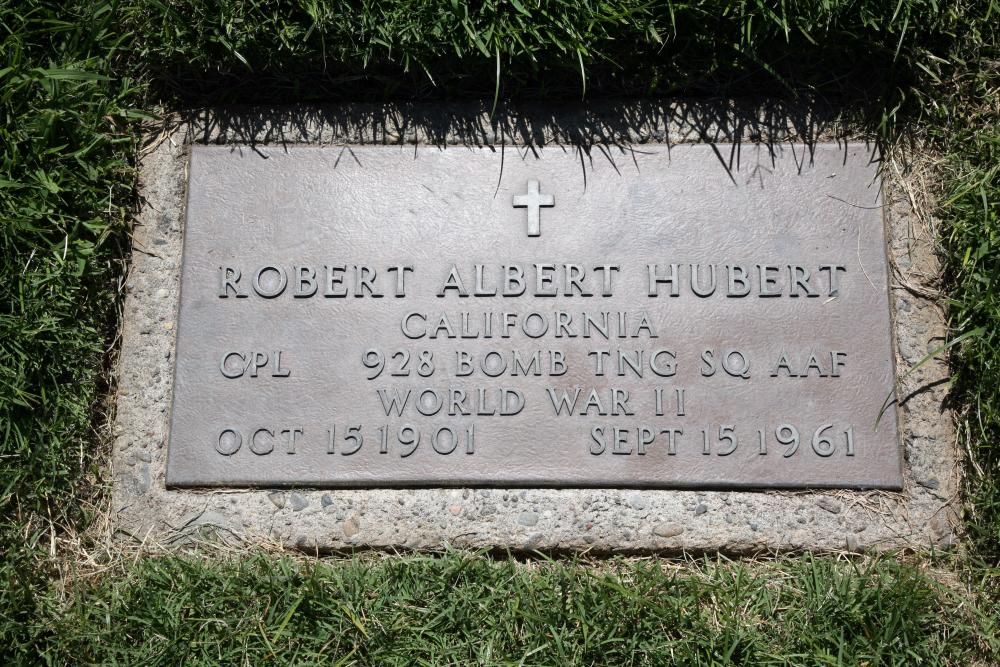 ROBERT ALBERT HUBERT
CALIFORNIA
CPL 928 BOMB TNG SQ AAF
WORLD WAR II
OCT 15 1901 SEPT 15 1961